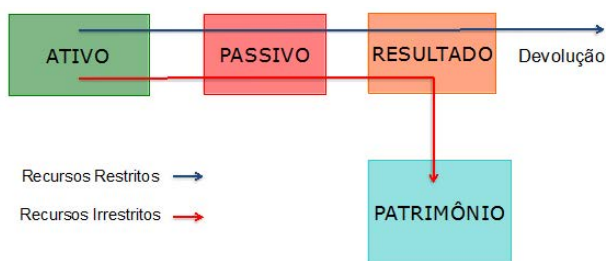 ATIVO
PASSIVO
RESULTADO
Devolução
Recursos Restritos
Recursos Irrestritos
PATRIMÔNIO